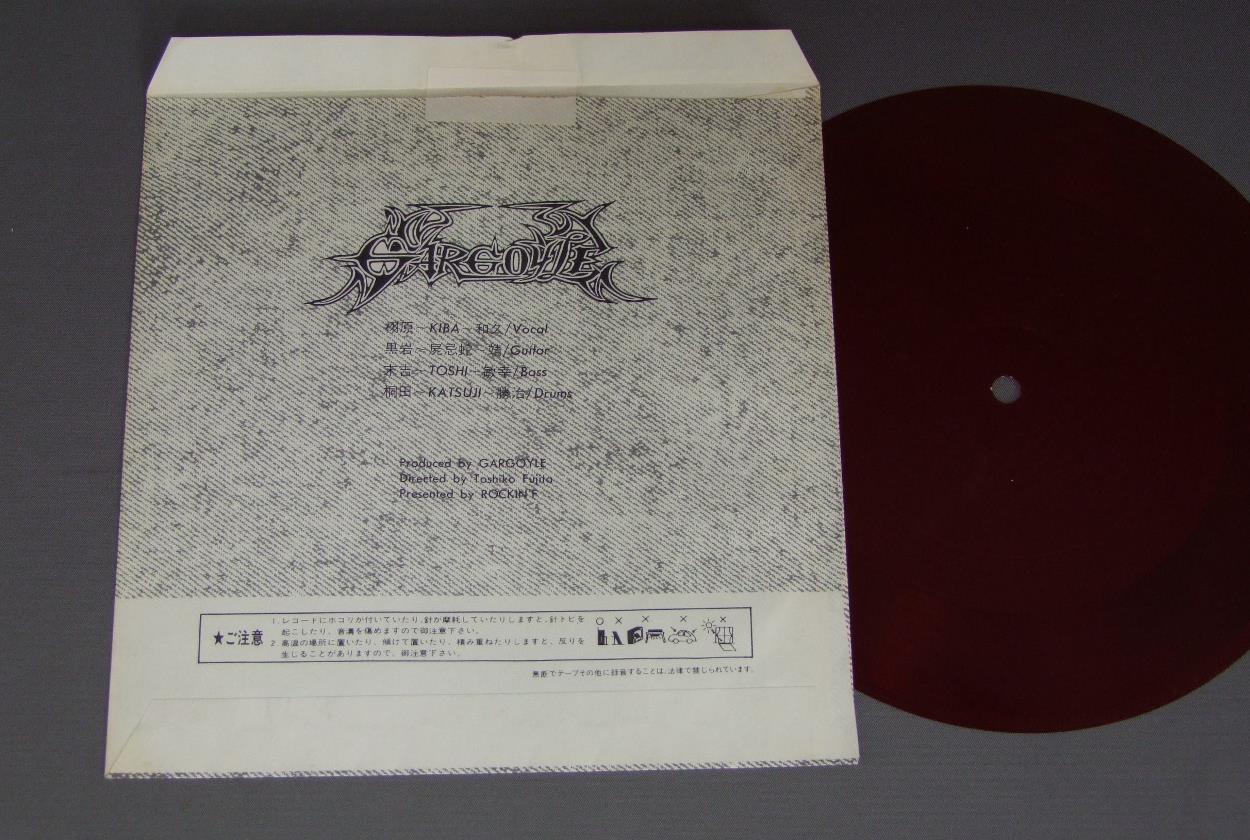 GARGOYLE
栩原～KIBA～和久/Vocal
黒岩～屍忌蛇～靖/Guitar
末吉～TOSHI～敏幸/Bass
桐田～KATSUJI～勝治/Drums
Produced by GARGOYLE
Directed by Toshiko Fujita
Presented by ROCKIN'F
★ご注意
1. レコードにホコリが付いていたり、針が摩耗していたりしますと、針トビを
起こしたり、音溝を傷めますので御注意下さい。
2. 高温の場所に置いたり、傾けて置いたり、積み重ねたりしますと、反りを
生じることがありますので、御注意下さい。
○ × × × ×
無断でテープその他に録音することは、法律で禁じられています。